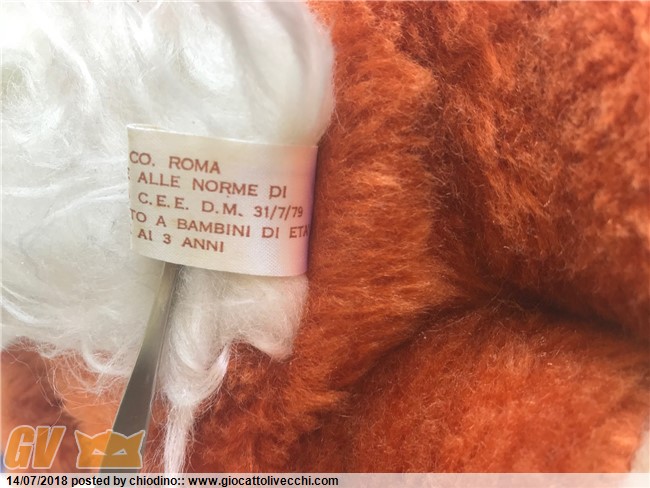 CO. ROMA
E ALLE NORME DI
C.E.E. D.M. 31/7/79
TO A BAMBINI DI ETA
AI 3 ANNI
GV
14/07/2018 posted by chiodino:: www.giocattolivecchi.com